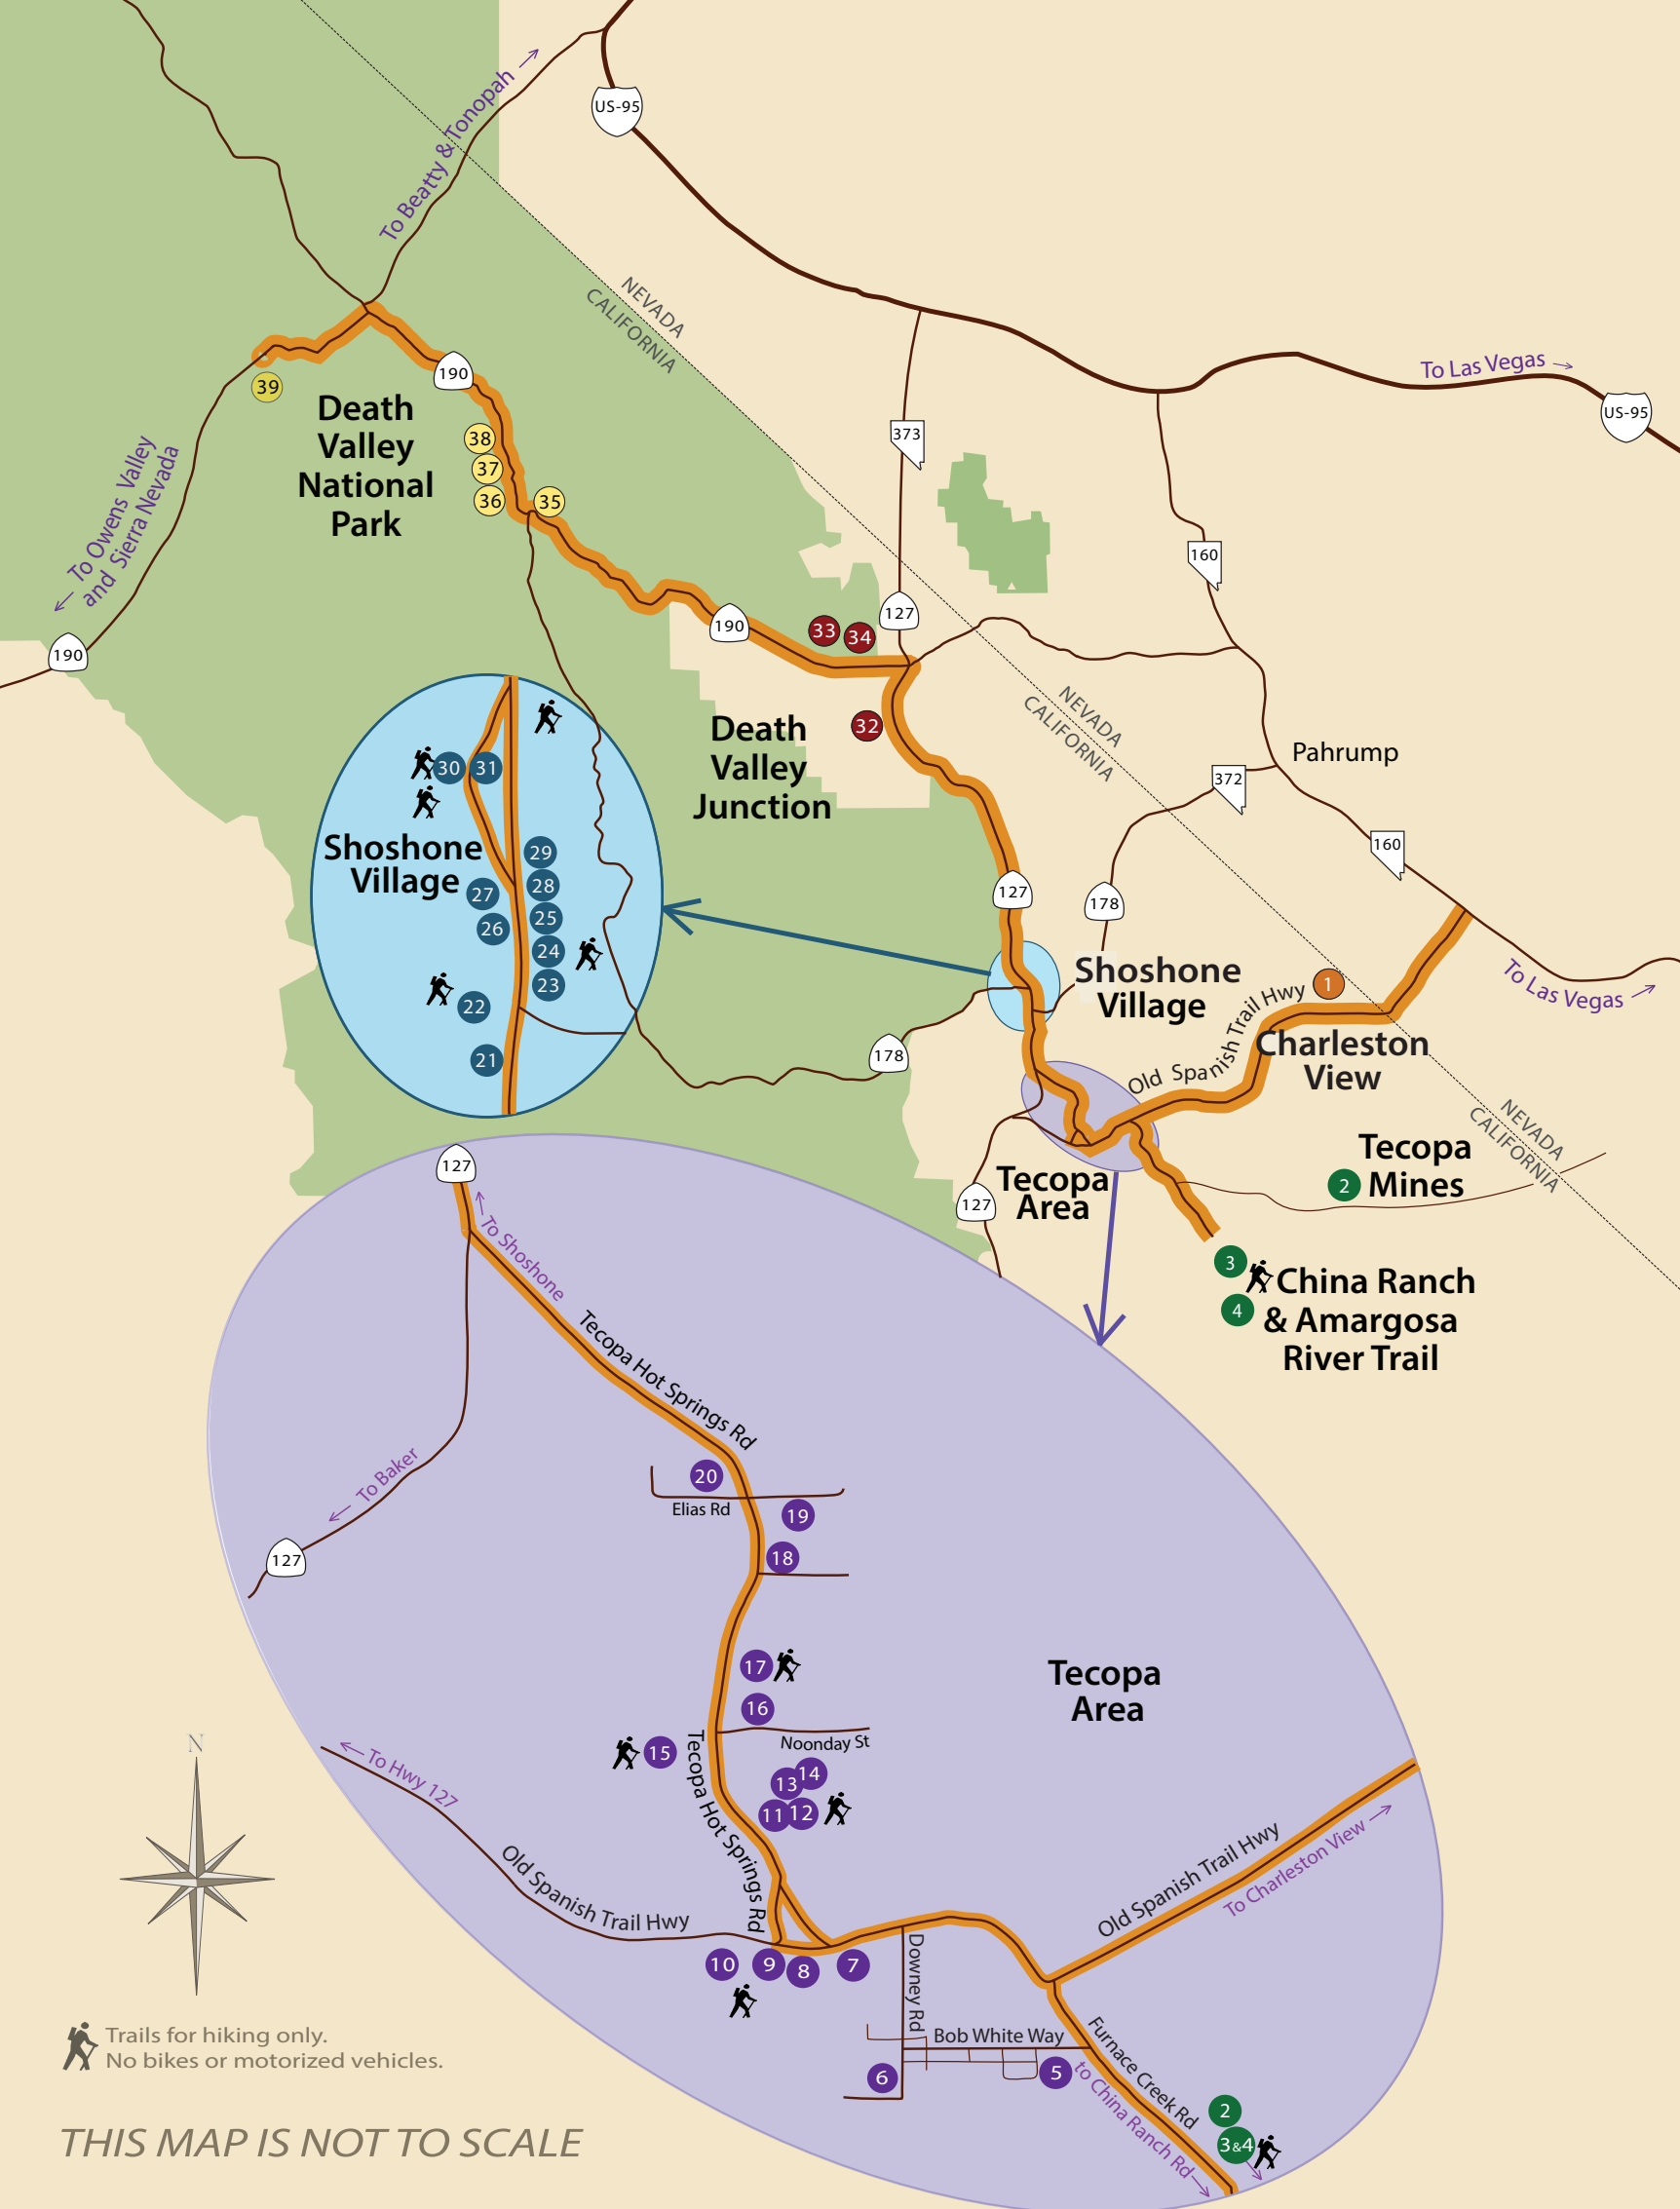 US-95
To Beatty & Tonopah
NEVADA
CALIFORNIA
To Las Vegas
US-95
190
39
Death
Valley
National
Park
38
37
36
35
373
160
To Owens Valley
and Sierra Nevada
190
190
33
34
127
32
Death
Valley
Junction
NEVADA
CALIFORNIA
Pahrump
372
160
30
31
Shoshone
Village
29
28
27
25
26
24
23
22
21
127
178
Shoshone
Village
1
Old Spanish Trail Hwy
Charleston
View
To Las Vegas
178
NEVADA
CALIFORNIA
Tecopa
Mines
2
Tecopa
Area
127
3
4
China Ranch
& Amargosa
River Trail
127
To Shoshone
Tecopa Hot Springs Rd
To Baker
127
20
Elias Rd
19
18
17
16
Tecopa
Area
Noonday St
15
14
13
11
12
Tecopa Hot Springs Rd
N
To Hwy 127
Old Spanish Trail Hwy
Old Spanish Trail Hwy
To Charleston View
10
9
8
7
Downey Rd
Bob White Way
6
5
Furnace Creek Rd
to China Ranch Rd
2
3&4
Trails for hiking only.
No bikes or motorized vehicles.
THIS MAP IS NOT TO SCALE